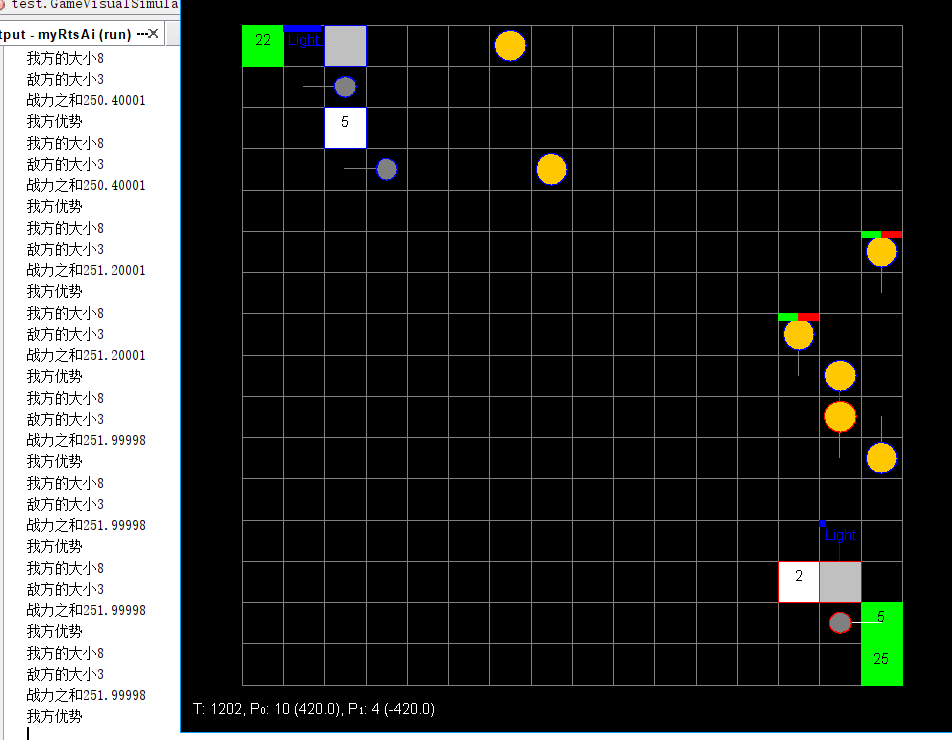 test.GameVisualSimula
tput - myRtsAi (run)
我方的大小8
敌方的大小3
战力之和250.40001
我方优势
我方的大小8
敌方的大小3
战力之和250.40001
我方优势
我方的大小8
敌方的大小3
战力之和251.20001
我方优势
我方的大小8
敌方的大小3
战力之和251.20001
我方优势
我方的大小8
敌方的大小3
战力之和251.99998
我方优势
我方的大小8
敌方的大小3
战力之和251.99998
我方优势
我方的大小8
敌方的大小3
战力之和251.99998
我方优势
我方的大小8
敌方的大小3
战力之和251.99998
我方优势
22
Light
5
Light
2
5
25
T: 1202, P₀: 10 (420.0), P₁: 4 (-420.0)